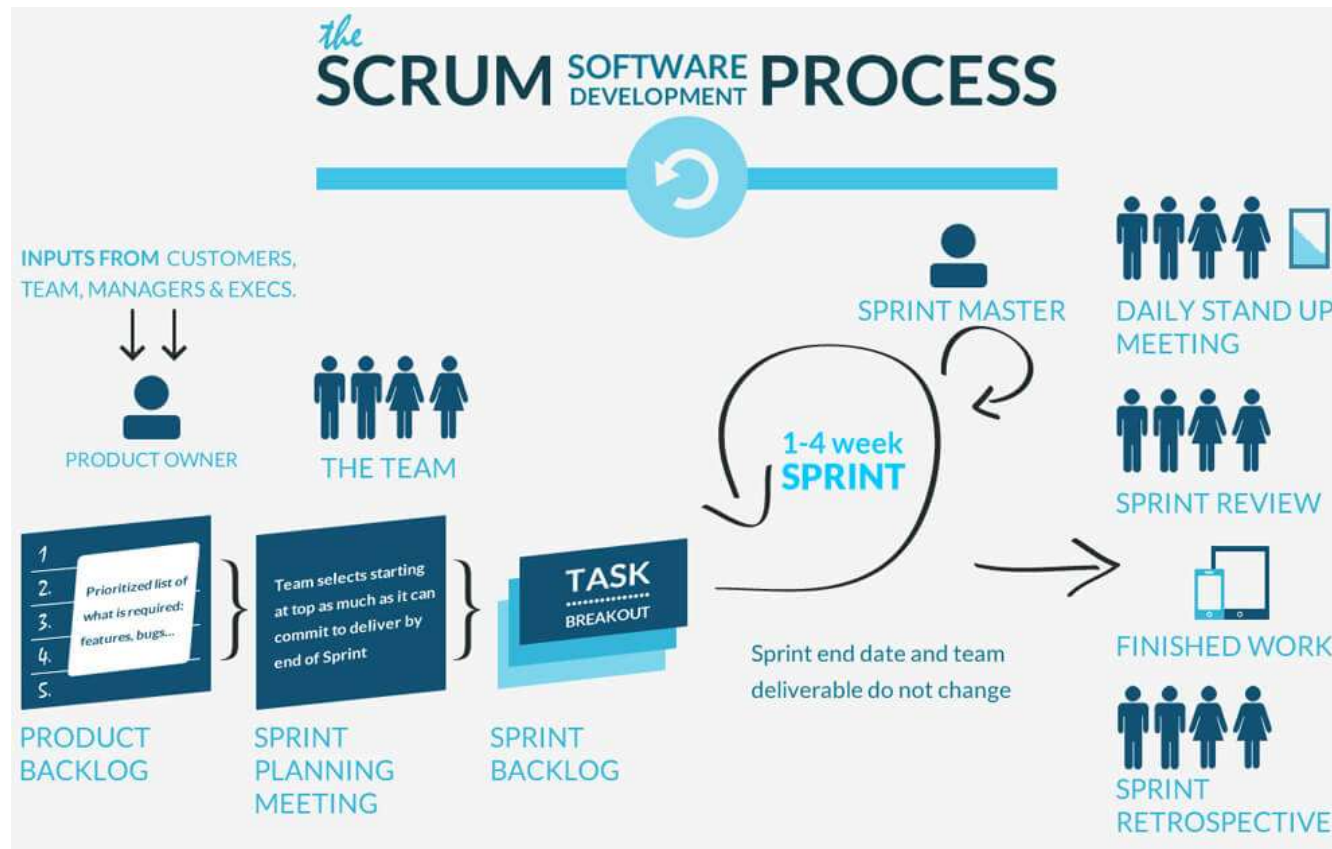 the
SCRUM SOFTWARE DEVELOPMENT PROCESS
INPUTS FROM CUSTOMERS,
TEAM, MANAGERS & EXECS.
PRODUCT OWNER
THE TEAM
1
2.
3.
4.
5.
Prioritized list of
what is required:
features, bugs...
PRODUCT
BACKLOG
Team selects starting
at top as much as it can
commit to deliver by
end of Sprint
SPRINT
PLANNING
MEETING
TASK
BREAKOUT
SPRINT
BACKLOG
SPRINT MASTER
1-4 week
SPRINT
Sprint end date and team
deliverable do not change
DAILY STAND UP
MEETING
SPRINT REVIEW
FINISHED WORK
SPRINT
RETROSPECTIVE